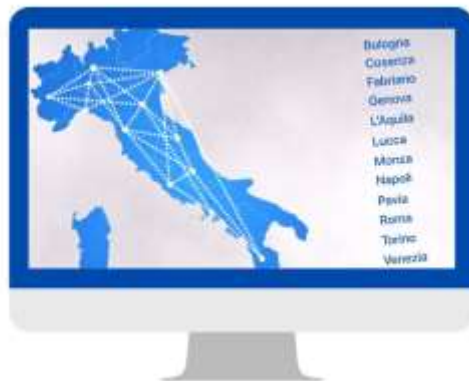 Bologna
Cosenza
Fabriano
Genova
L'Aquila
Lucca
Monza
Napoli
Pavia
Roma
Torino
Venezia